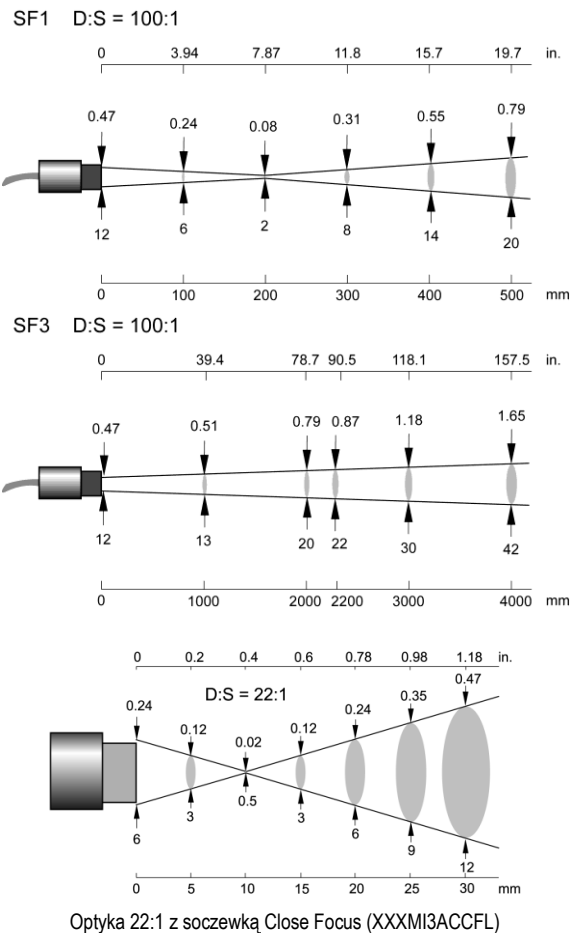 SF1 D:S = 100:1
0 3.94 7.87 11.8 15.7 19.7 in.
0.47 0.24 0.08 0.31 0.55 0.79
12 6 2 8 14 20
0 100 200 300 400 500 mm
SF3 D:S = 100:1
0 39.4 78.7 90.5 118.1 157.5 in.
0.47 0.51 0.79 0.87 1.18 1.65
12 13 20 22 30 42
0 1000 2000 2200 3000 4000 mm
0 0.2 0.4 0.6 0.78 0.98 1.18 in.
D:S = 22:1
0.24 0.12 0.02 0.12 0.24 0.35 0.47
6 3 0.5 3 6 9 12
0 5 10 15 20 25 30 mm
Optyka 22:1 z soczewką Close Focus (XXXMI3ACCFL)